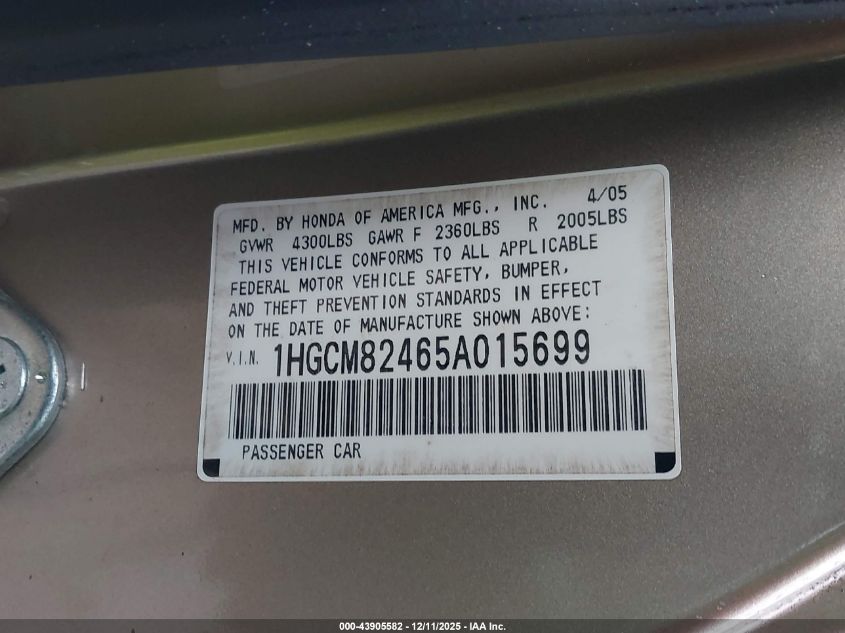 MFD. BY HONDA OF AMERICA MFG., INC. 4/05
GVWR 4300LBS GAWR F 2360LBS R 2005LBS
THIS VEHICLE CONFORMS TO ALL APPLICABLE
FEDERAL MOTOR VEHICLE SAFETY, BUMPER,
AND THEFT PREVENTION STANDARDS IN EFFECT
ON THE DATE OF MANUFACTURE SHOWN ABOVE:
V.I.N. 1HGCM82465A015699
PASSENGER CAR
000-43905582 - 12/11/2025 - IAA Inc.